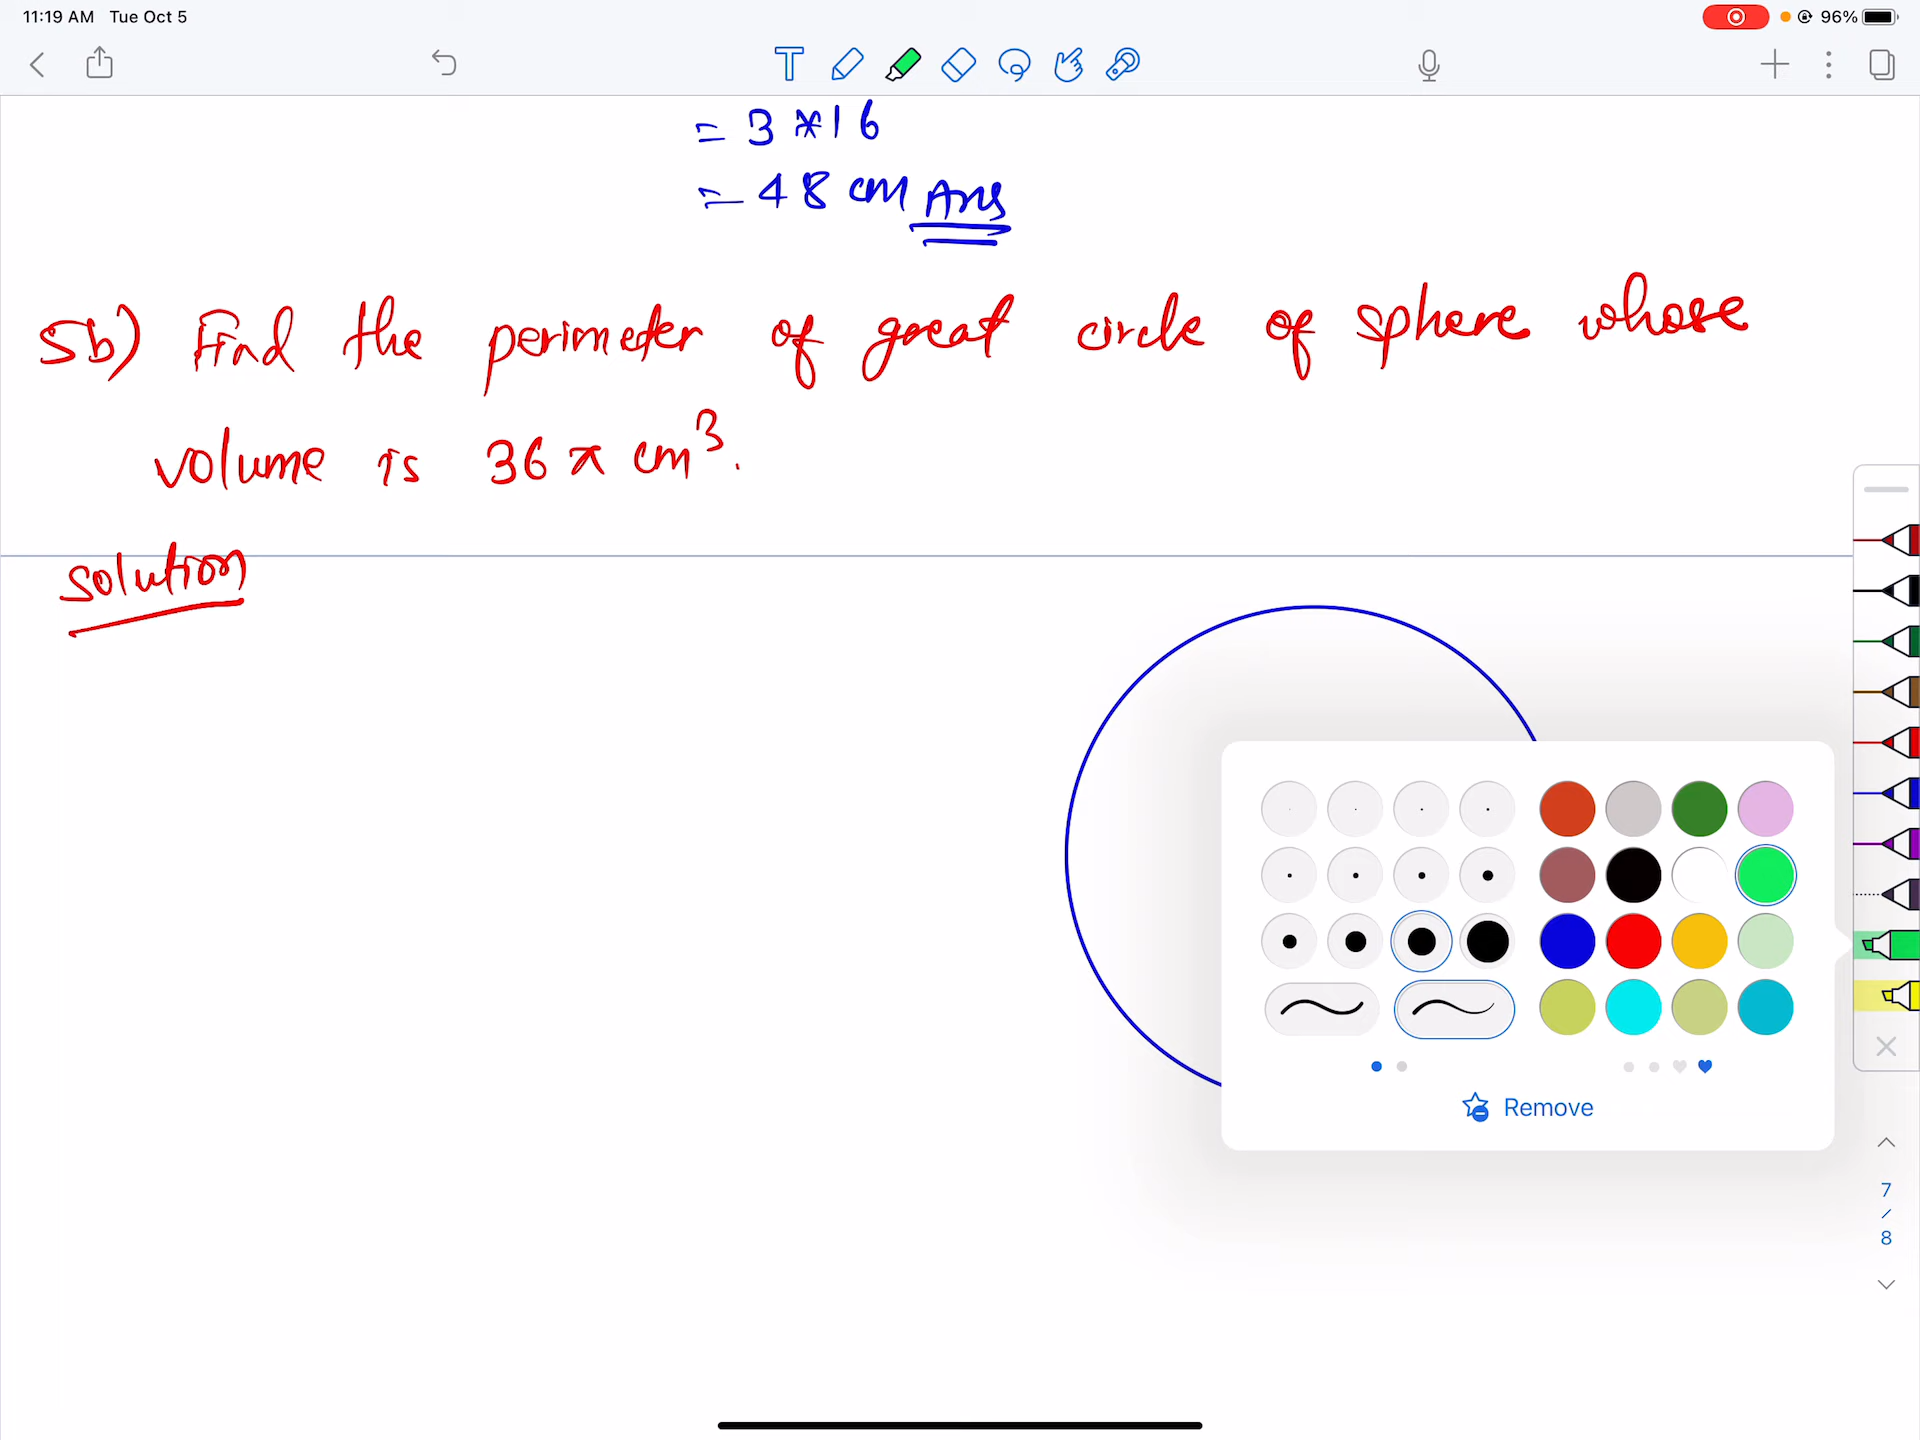 11:19 AM Tue Oct 5
96%
T
= 3 * 16
= 48 cm Ans
5b) Find the perimeter of great circle of sphere whose
volume is 36 π cm³.
solution
Remove
7
/
8